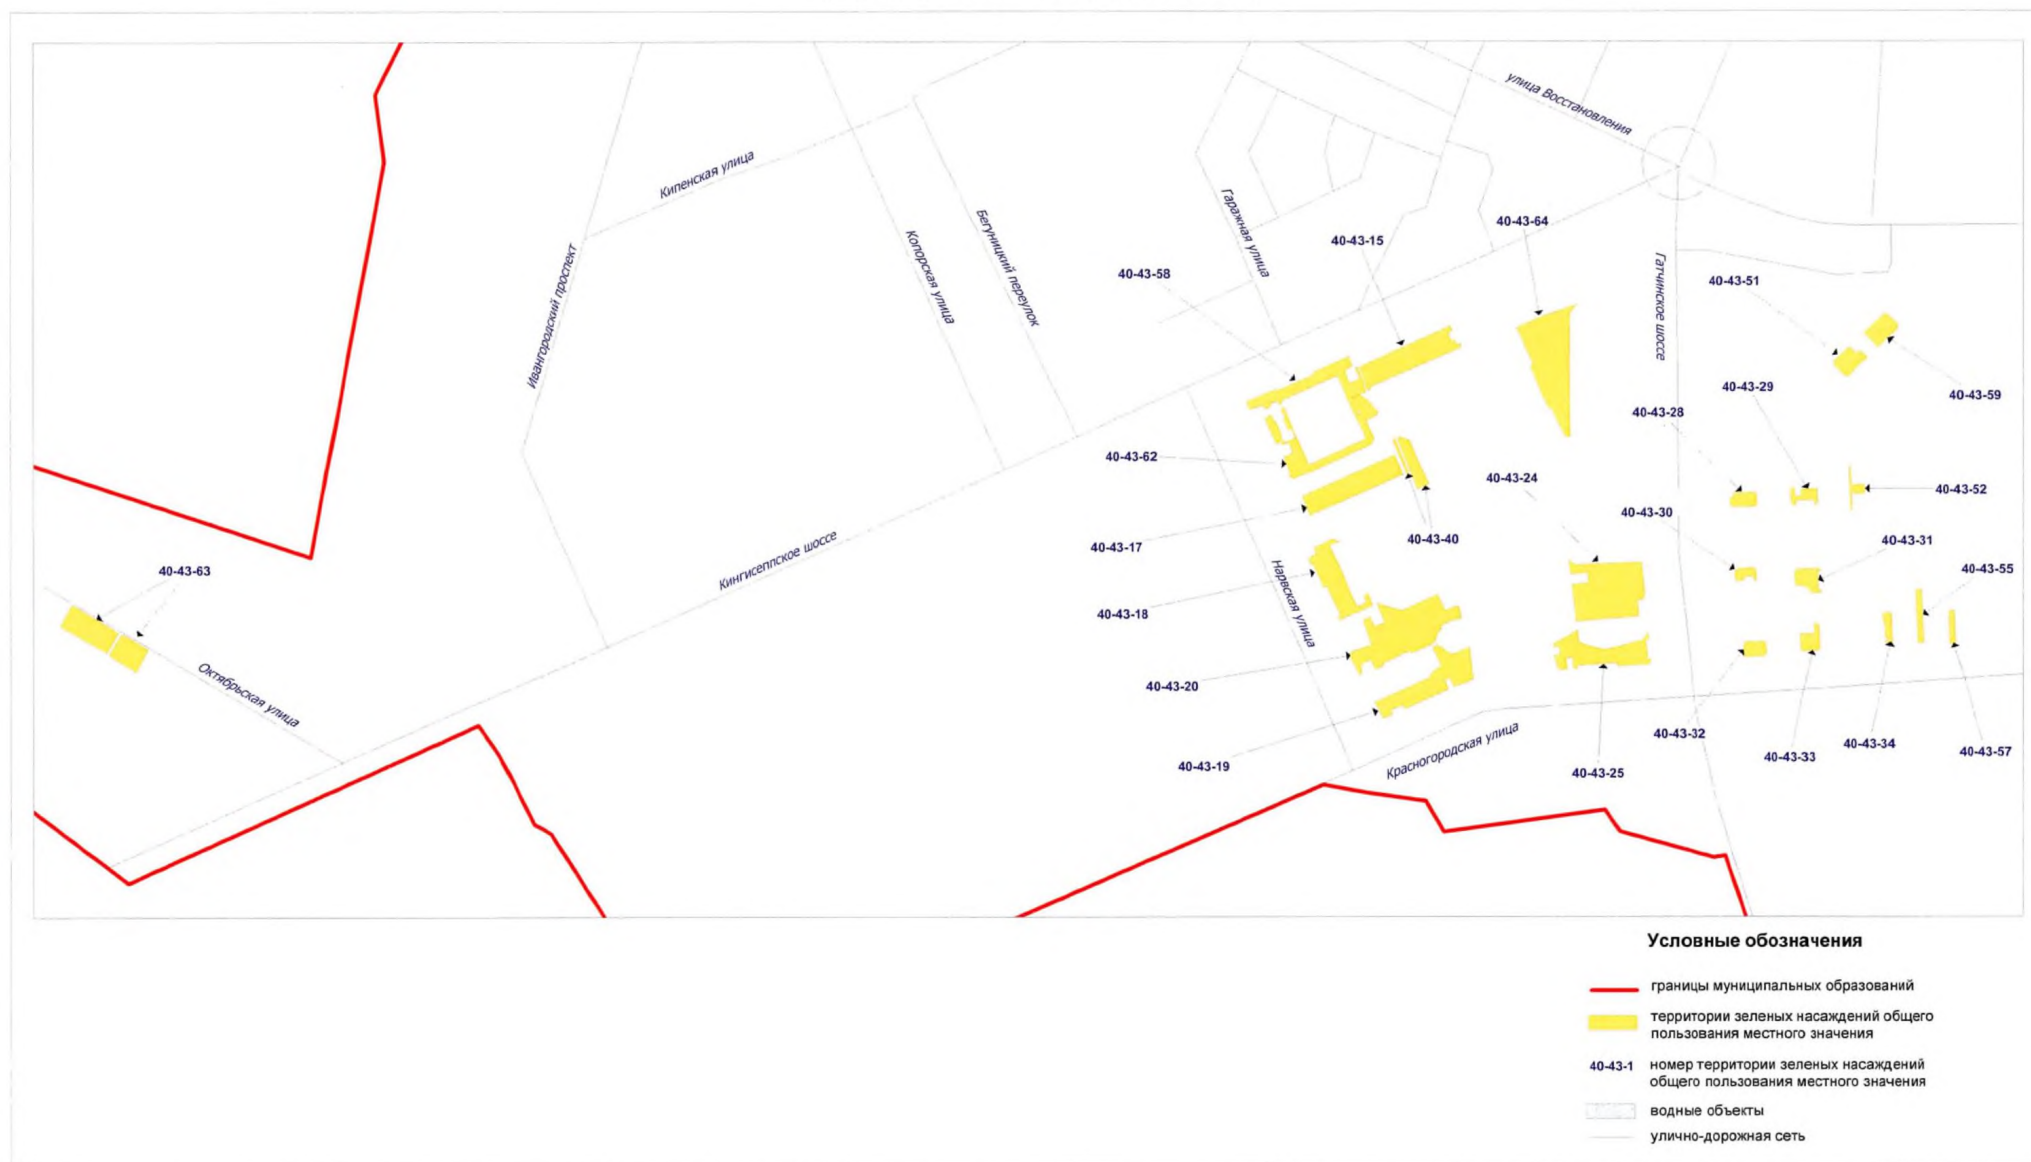 улица Восстановления
Кипенская улица
Гаражная улица
40-43-64
Бегуницкий переулок
Копорская улица
40-43-15
Ивангородский проспект
Гатчинское шоссе
40-43-58
40-43-51
40-43-29
40-43-59
40-43-28
40-43-62
40-43-24
40-43-52
40-43-30
40-43-17
40-43-40
40-43-31
Кингисеппское шоссе
40-43-63
40-43-55
Нарвская улица
40-43-18
40-43-20
Октябрьская улица
40-43-32
40-43-34
40-43-57
40-43-33
Красногородская улица
40-43-19
40-43-25
Условные обозначения
границы муниципальных образований
территории зеленых насаждений общего
пользования местного значения
40-43-1 номер территории зеленых насаждений
общего пользования местного значения
водные объекты
улично-дорожная сеть